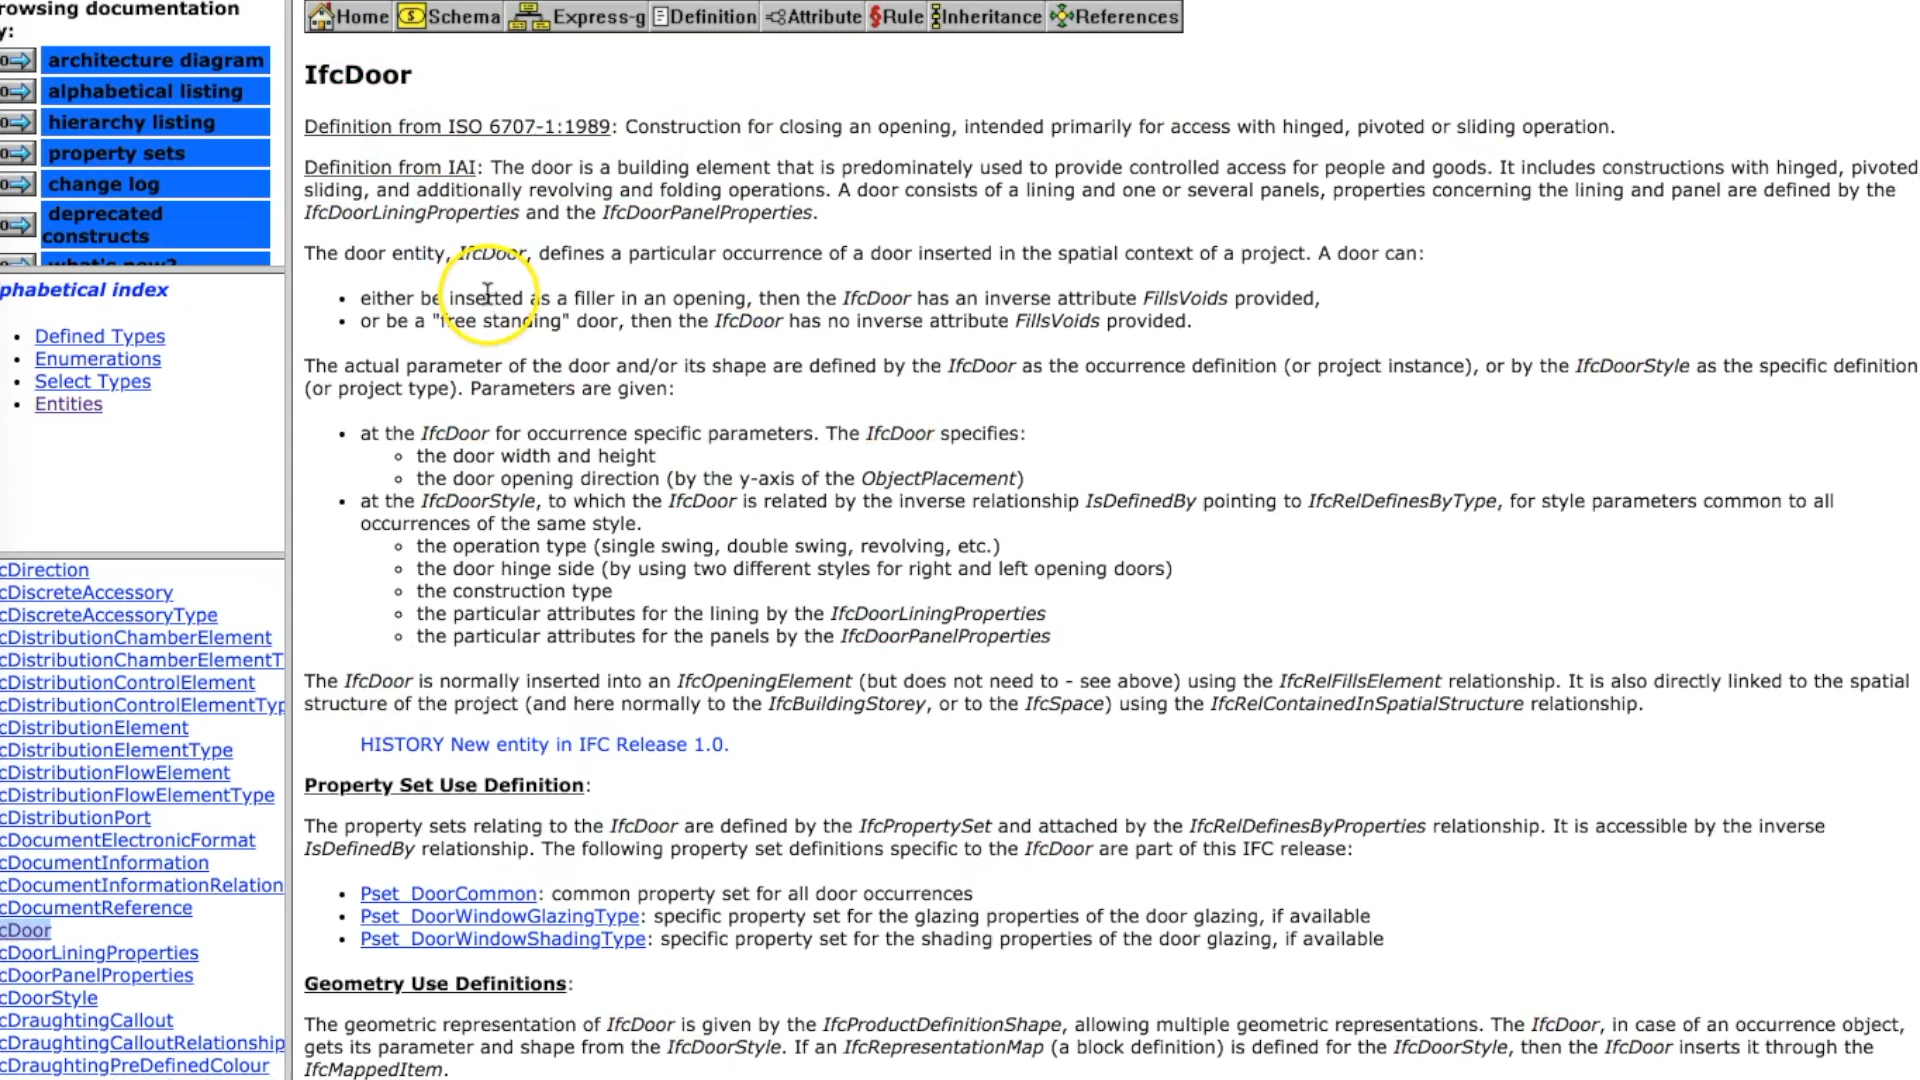 rowsing documentation
y:
architecture diagram
alphabetical listing
hierarchy listing
property sets
change log
deprecated
constructs
what's new?
phabetical index
Defined Types
Enumerations
Select Types
Entities
cDirection
cDiscreteAccessory
cDiscreteAccessoryType
cDistributionChamberElement
cDistributionChamberElementT
cDistributionControlElement
cDistributionControlElementTyp
cDistributionElement
cDistributionElementType
cDistributionFlowElement
cDistributionFlowElementType
cDistributionPort
cDocumentElectronicFormat
cDocumentInformation
cDocumentInformationRelation
cDocumentReference
cDoor
cDoorLiningProperties
cDoorPanelProperties
cDoorStyle
cDraughtingCallout
cDraughtingCalloutRelationship
cDraughtingPreDefinedColour
Home Schema Express-g Definition Attribute Rule Inheritance References
IfcDoor
Definition from ISO 6707-1:1989: Construction for closing an opening, intended primarily for access with hinged, pivoted or sliding operation.
Definition from IAI: The door is a building element that is predominately used to provide controlled access for people and goods. It includes constructions with hinged, pivoted
sliding, and additionally revolving and folding operations. A door consists of a lining and one or several panels, properties concerning the lining and panel are defined by the
IfcDoorLiningProperties and the IfcDoorPanelProperties.
The door entity, IfcDoor, defines a particular occurrence of a door inserted in the spatial context of a project. A door can:
• either be inserted as a filler in an opening, then the IfcDoor has an inverse attribute FillsVoids provided,
• or be a "free standing" door, then the IfcDoor has no inverse attribute FillsVoids provided.
The actual parameter of the door and/or its shape are defined by the IfcDoor as the occurrence definition (or project instance), or by the IfcDoorStyle as the specific definition
(or project type). Parameters are given:
• at the IfcDoor for occurrence specific parameters. The IfcDoor specifies:
◦ the door width and height
◦ the door opening direction (by the y-axis of the ObjectPlacement)
• at the IfcDoorStyle, to which the IfcDoor is related by the inverse relationship IsDefinedBy pointing to IfcRelDefinesByType, for style parameters common to all
occurrences of the same style.
◦ the operation type (single swing, double swing, revolving, etc.)
◦ the door hinge side (by using two different styles for right and left opening doors)
◦ the construction type
◦ the particular attributes for the lining by the IfcDoorLiningProperties
◦ the particular attributes for the panels by the IfcDoorPanelProperties
The IfcDoor is normally inserted into an IfcOpeningElement (but does not need to - see above) using the IfcRelFillsElement relationship. It is also directly linked to the spatial
structure of the project (and here normally to the IfcBuildingStorey, or to the IfcSpace) using the IfcRelContainedInSpatialStructure relationship.
HISTORY New entity in IFC Release 1.0.
Property Set Use Definition:
The property sets relating to the IfcDoor are defined by the IfcPropertySet and attached by the IfcRelDefinesByProperties relationship. It is accessible by the inverse
IsDefinedBy relationship. The following property set definitions specific to the IfcDoor are part of this IFC release:
• Pset_DoorCommon: common property set for all door occurrences
• Pset_DoorWindowGlazingType: specific property set for the glazing properties of the door glazing, if available
• Pset_DoorWindowShadingType: specific property set for the shading properties of the door glazing, if available
Geometry Use Definitions:
The geometric representation of IfcDoor is given by the IfcProductDefinitionShape, allowing multiple geometric representations. The IfcDoor, in case of an occurrence object,
gets its parameter and shape from the IfcDoorStyle. If an IfcRepresentationMap (a block definition) is defined for the IfcDoorStyle, then the IfcDoor inserts it through the
IfcMappedItem.